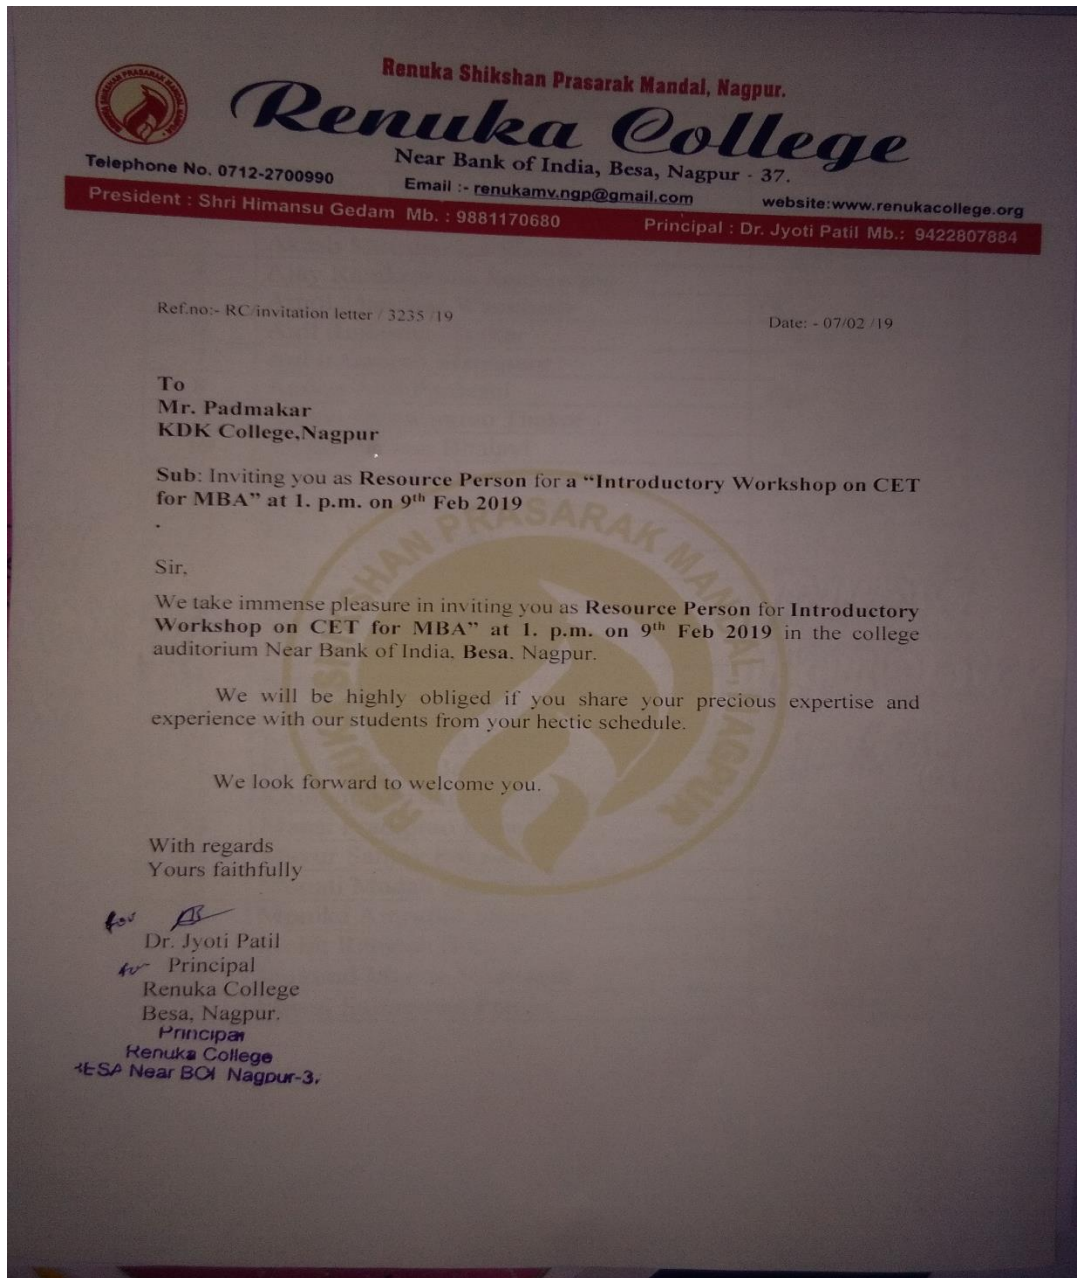 Renuka Shikshan Prasarak Mandal, Nagpur.
Renuka College
Near Bank of India, Besa, Nagpur - 37.
Telephone No. 0712-2700990 Email :- renukamv.ngp@gmail.com website:www.renukacollege.org
President : Shri Himansu Gedam Mb. : 9881170680 Principal : Dr. Jyoti Patil Mb.: 9422807884
Ref.no:- RC/invitation letter / 3235 /19 Date: - 07/02 /19
To
Mr. Padmakar
KDK College,Nagpur
Sub: Inviting you as Resource Person for a “Introductory Workshop on CET
for MBA” at 1. p.m. on 9th Feb 2019
.
Sir,
We take immense pleasure in inviting you as Resource Person for Introductory
Workshop on CET for MBA” at 1. p.m. on 9th Feb 2019 in the college
auditorium Near Bank of India, Besa, Nagpur.
We will be highly obliged if you share your precious expertise and
experience with our students from your hectic schedule.
We look forward to welcome you.
With regards
Yours faithfully
for
Dr. Jyoti Patil
for Principal
Renuka College
Besa, Nagpur.
Principal
Renuka College
BESA Near BOI Nagpur-3
RENUKA SHIKSHAN PRASARAK MANDAL, NAGPUR